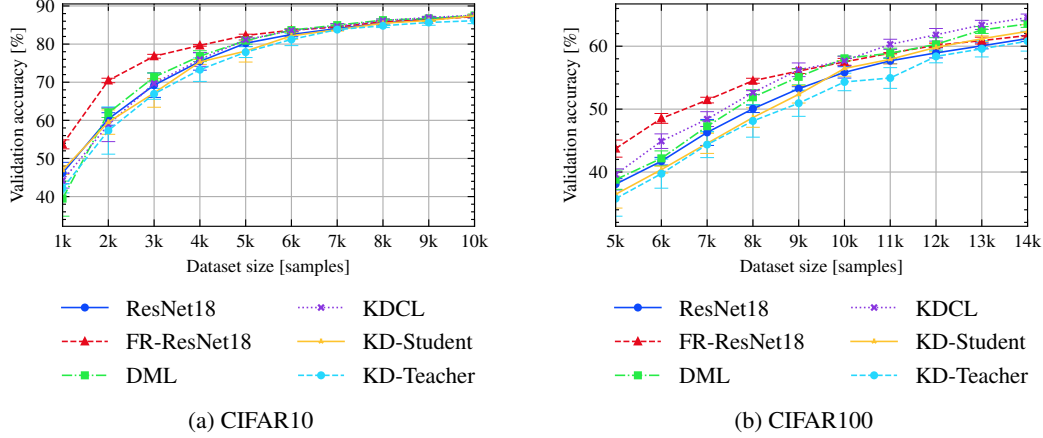 90
80
70
60
50
40
Validation accuracy [%]
1k 2k 3k 4k 5k 6k 7k 8k 9k 10k
Dataset size [samples]
ResNet18
FR-ResNet18
DML
KDCL
KD-Student
KD-Teacher
(a) CIFAR10
60
50
40
Validation accuracy [%]
5k 6k 7k 8k 9k 10k 11k 12k 13k 14k
Dataset size [samples]
ResNet18
FR-ResNet18
DML
KDCL
KD-Student
KD-Teacher
(b) CIFAR100